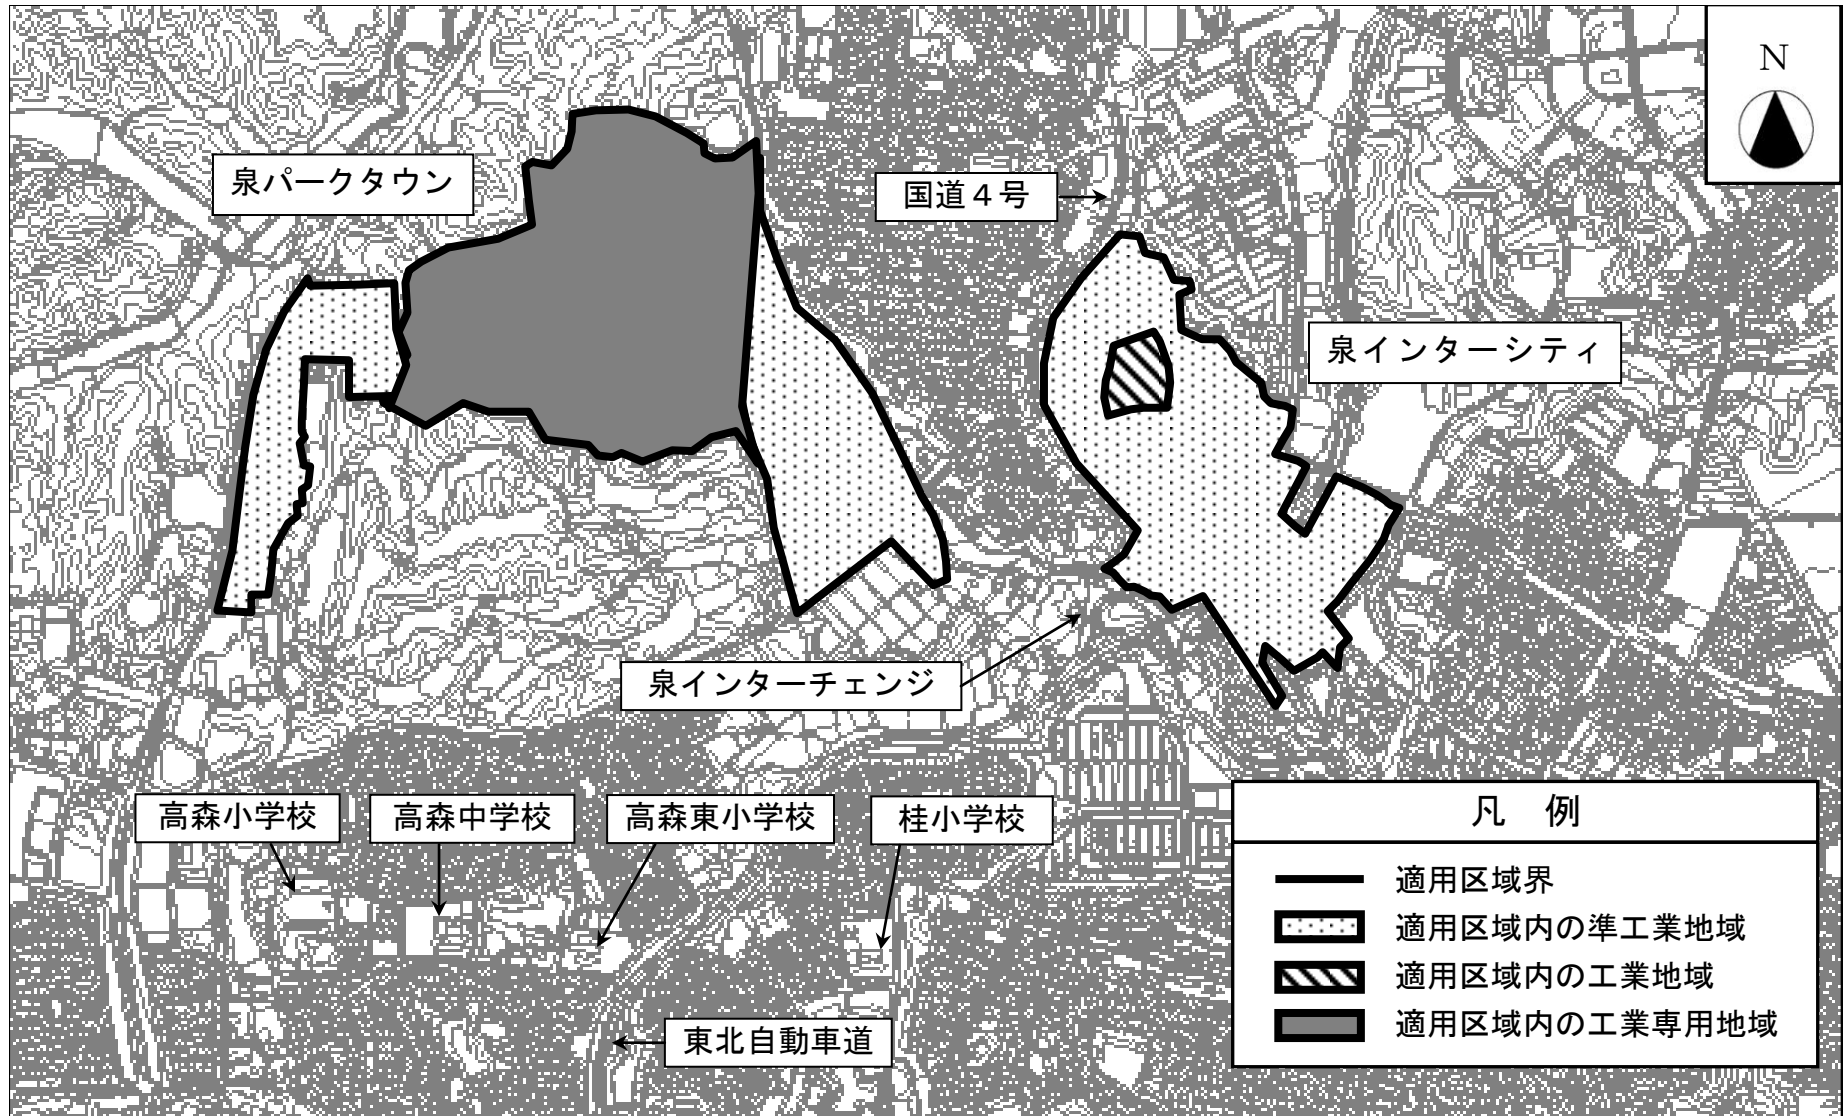 N
泉パークタウン
国道４号
泉インターシティ
泉インターチェンジ
高森小学校
高森中学校
高森東小学校
桂小学校
東北自動車道
凡　例
適用区域界
適用区域内の準工業地域
適用区域内の工業地域
適用区域内の工業専用地域